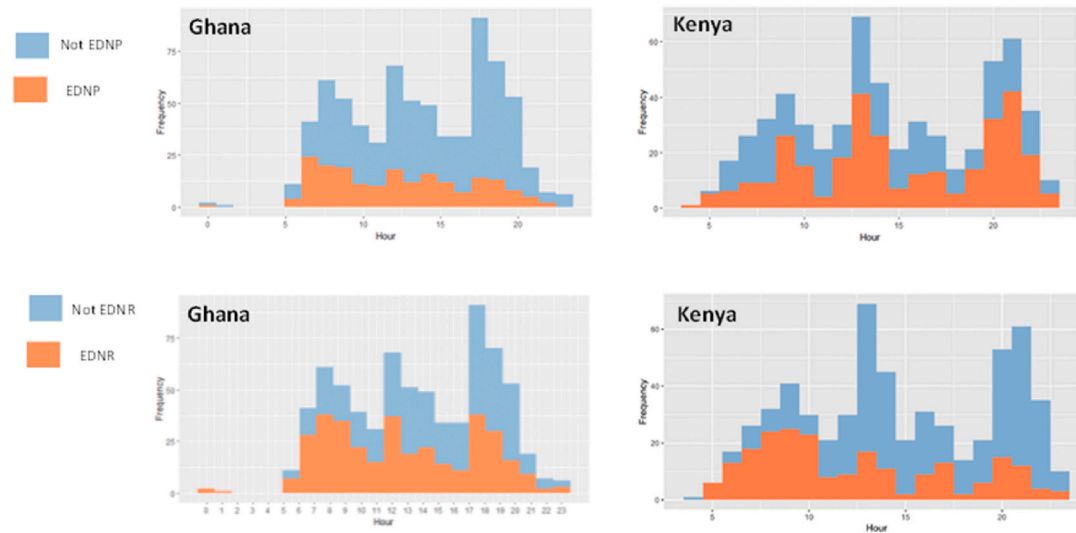 Ghana
Kenya
Not EDNP
EDNP
Frequency
75
50
25
0
0 5 10 15 20
Hour
Frequency
60
40
20
0
5 10 15 20
Hour
Ghana
Kenya
Not EDNR
EDNR
Frequency
75
50
25
0
0 1 2 3 4 5 6 7 8 9 10 11 12 13 14 15 16 17 18 19 20 21 22 23
Hour
Frequency
60
40
20
0
5 10 15 20
Hour